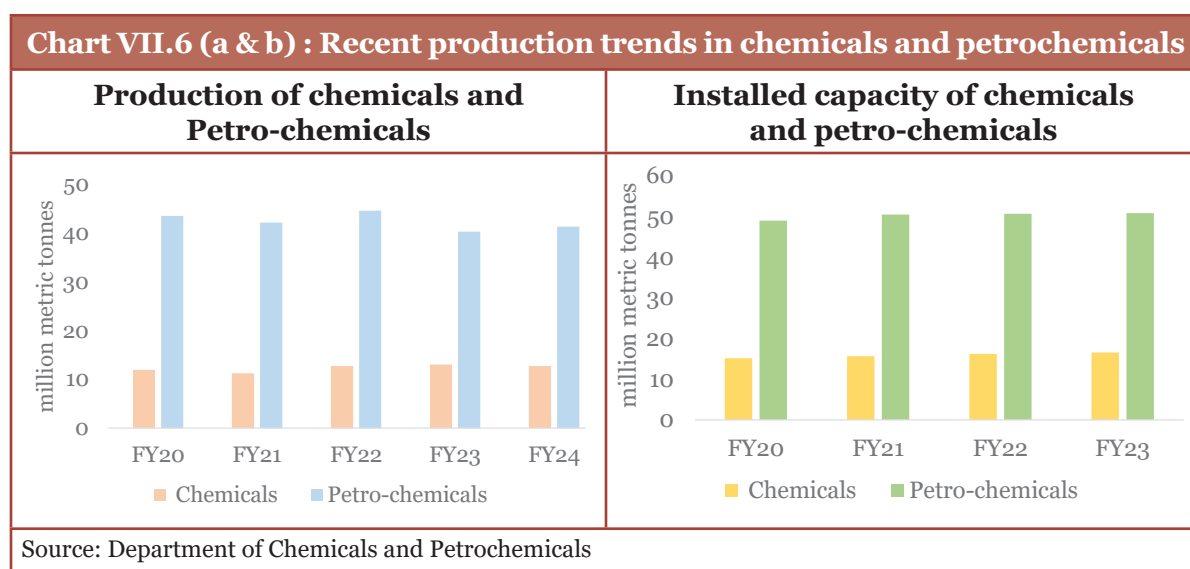 Chart VII.6 (a & b) : Recent production trends in chemicals and petrochemicals
Production of chemicals and
Petro-chemicals
million metric tonnes
50
40
30
20
10
0
FY20 FY21 FY22 FY23 FY24
Chemicals Petro-chemicals
Installed capacity of chemicals
and petro-chemicals
million metric tonnes
60
50
40
30
20
10
0
FY20 FY21 FY22 FY23
Chemicals Petro-chemicals
Source: Department of Chemicals and Petrochemicals